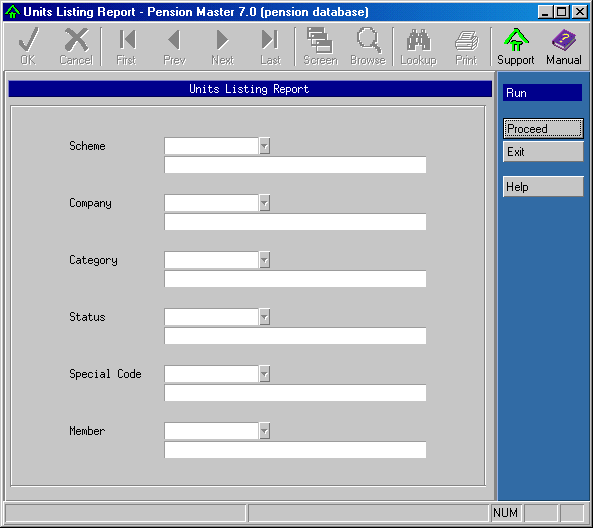 Units Listing Report - Pension Master 7.0 (pension database)
OK Cancel First Prev Next Last Screen Browse Lookup Print Support Manual
Units Listing Report
Run
Proceed
Exit
Help
Scheme
Company
Category
Status
Special Code
Member
NUM